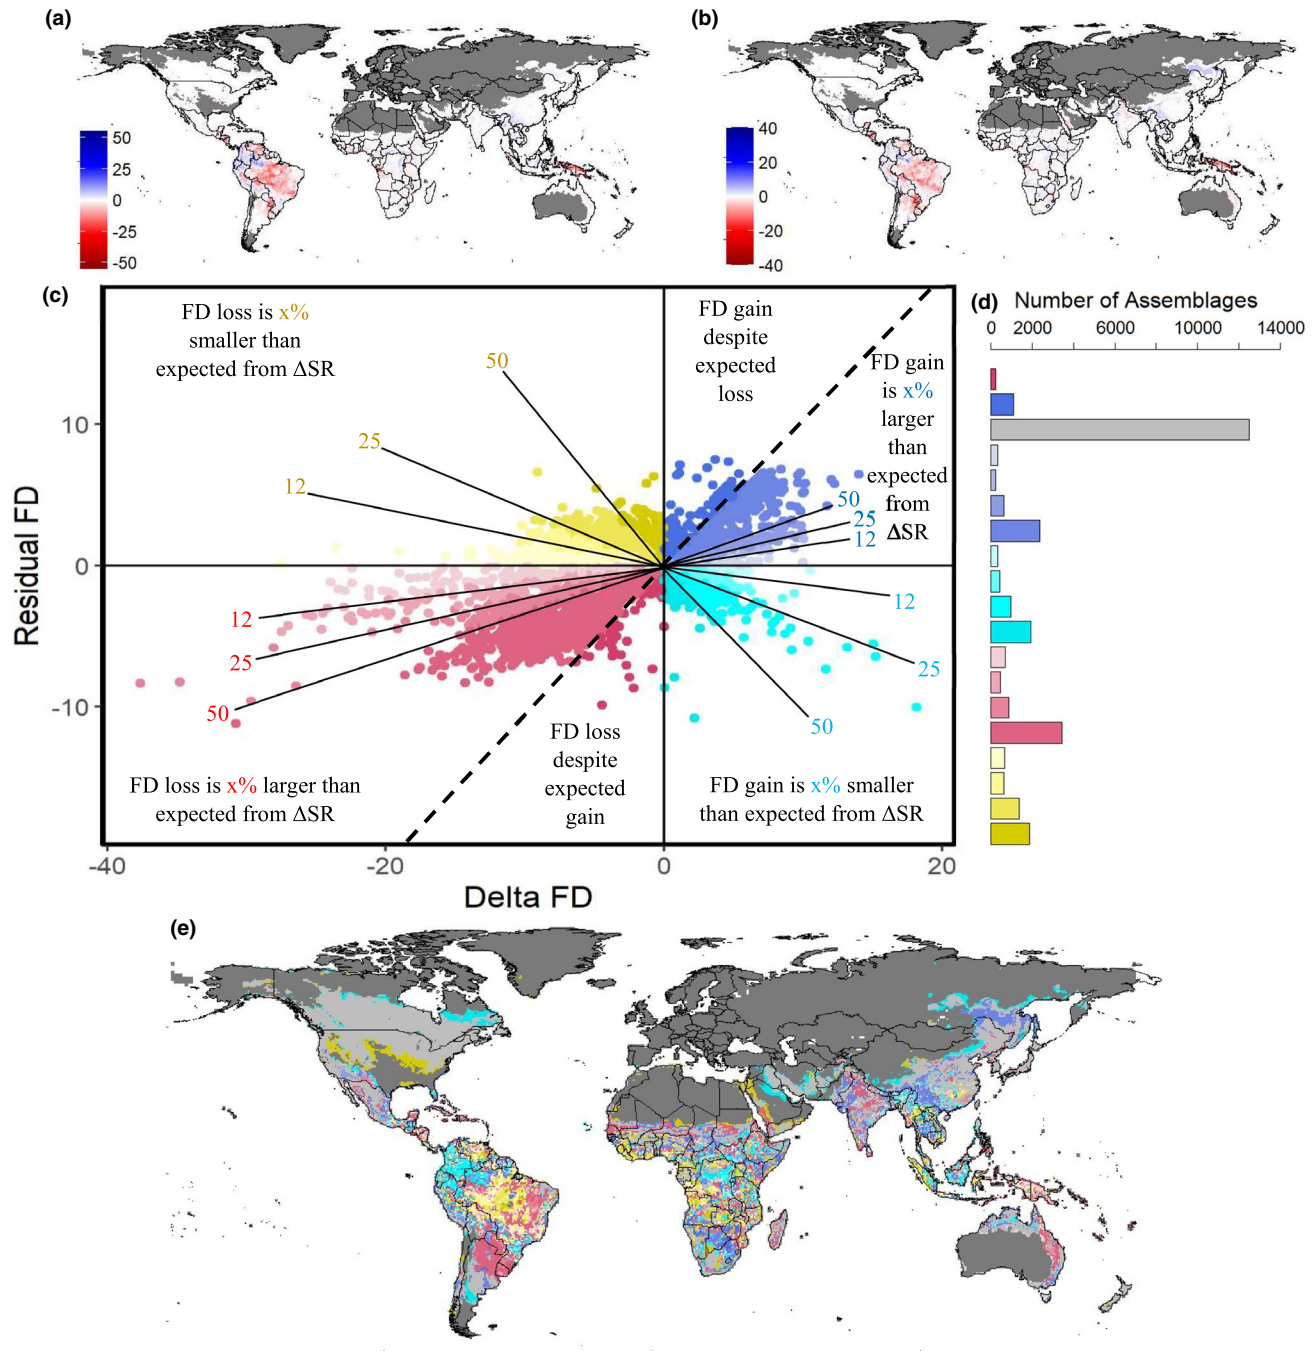 (a)
50
25
0
-25
-50
(b)
40
20
0
-20
-40
(c)
FD loss is x%
smaller than
expected from ΔSR
FD gain
despite
expected
loss
FD gain
is x%
larger
than
expected
from
ΔSR
50
25
12
50
25
12
12
25
50
12
25
50
FD loss is x% larger than
expected from ΔSR
FD loss
despite
expected
gain
FD gain is x% smaller
than expected from ΔSR
10
0
-10
Residual FD
-40
-20
0
20
Delta FD
(d)
Number of Assemblages
0 2000 6000 10000 14000
(e)